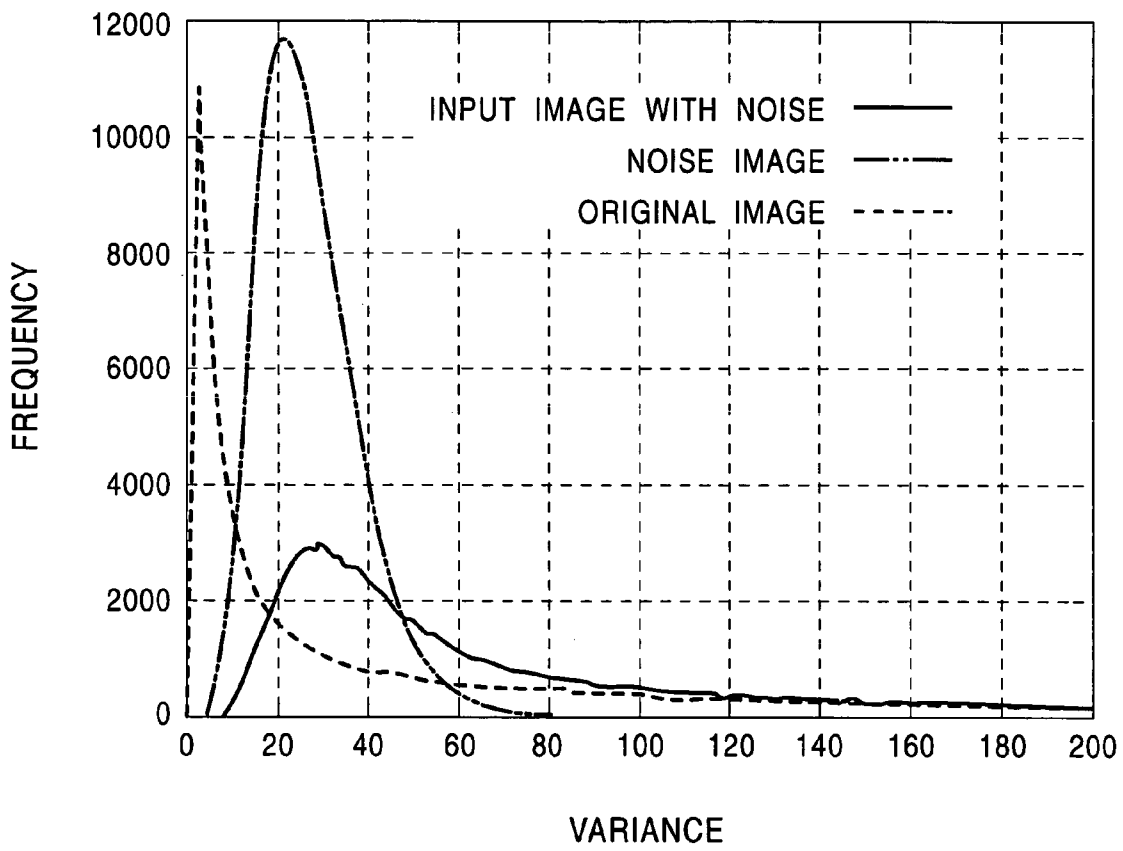 12000
10000
8000
6000
4000
2000
0
FREQUENCY
INPUT IMAGE WITH NOISE
NOISE IMAGE
ORIGINAL IMAGE
0 20 40 60 80 100 120 140 160 180 200
VARIANCE